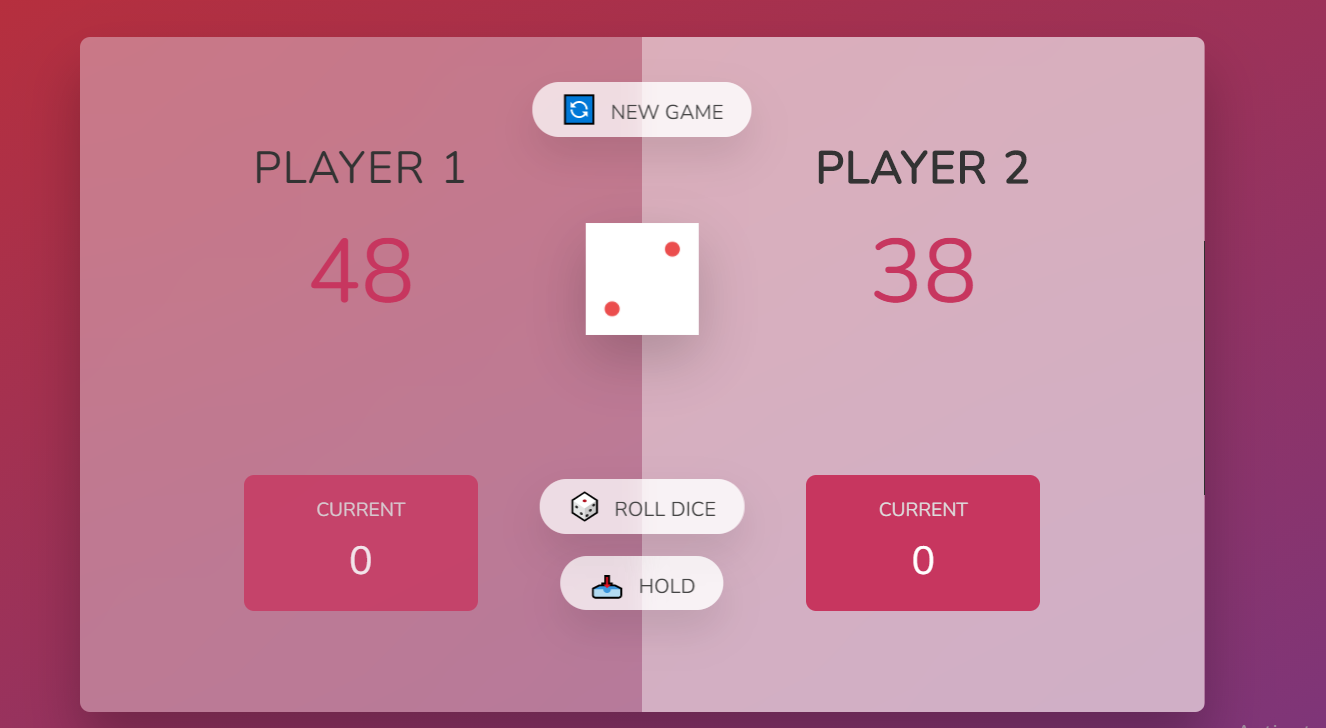 NEW GAME
PLAYER 1
48
PLAYER 2
38
CURRENT
0
ROLL DICE
HOLD
CURRENT
0